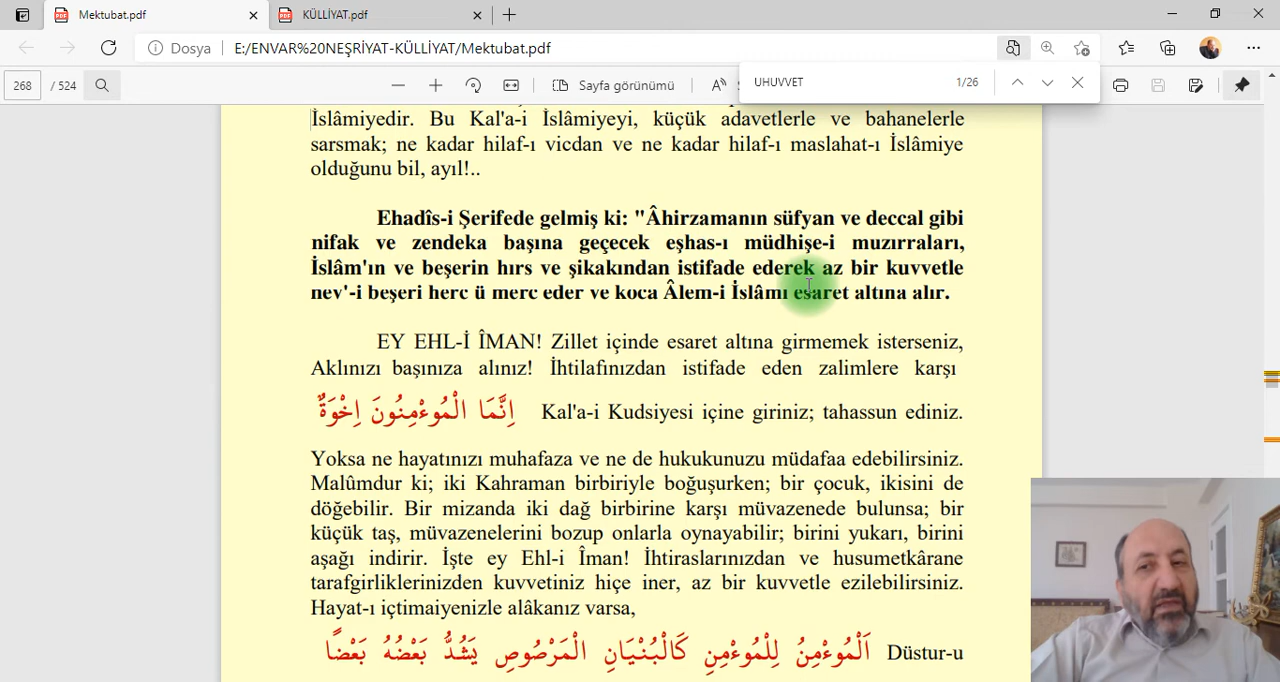 Mektubat.pdf
KÜLLİYAT.pdf
Dosya
E:/ENVAR%20NEŞRİYAT-KÜLLİYAT/Mektubat.pdf
268 / 524
Sayfa görünümü
UHUVVET 1/26
İslâmiyedir. Bu Kal'a-i İslâmiyeyi, küçük adavetlerle ve bahanelerle
sarsmak; ne kadar hilaf-ı vicdan ve ne kadar hilaf-ı maslahat-ı İslâmiye
olduğunu bil, ayıl!..
Ehadîs-i Şerifede gelmiş ki: "Âhirzamanın süfyan ve deccal gibi
nifak ve zendeka başına geçecek eşhas-ı müdhişe-i muzırraları,
İslâm'ın ve beşerin hırs ve şikakından istifade ederek az bir kuvvetle
nev'-i beşeri herc ü merc eder ve koca Âlem-i İslâmı esaret altına alır.
EY EHL-İ ÎMAN! Zillet içinde esaret altına girmemek isterseniz,
Aklınızı başınıza alınız! İhtilafınızdan istifade eden zalimlere karşı
اِنَّمَا الْمُوءْمِنُونَ اِخْوَةٌ Kal'a-i Kudsiyesi içine giriniz; tahassun ediniz.
Yoksa ne hayatınızı muhafaza ve ne de hukukunuzu müdafaa edebilirsiniz.
Malûmdur ki; iki Kahraman birbiriyle boğuşurken; bir çocuk, ikisini de
döğebilir. Bir mizanda iki dağ birbirine karşı müvazenede bulunsa; bir
küçük taş, müvazenelerini bozup onlarla oynayabilir; birini yukarı, birini
aşağı indirir. İşte ey Ehl-i Îman! İhtiraslarınızdan ve husumetkârane
tarafgirliklerinizden kuvvetiniz hiçe iner, az bir kuvvetle ezilebilirsiniz.
Hayat-ı içtimaiyenizle alâkanız varsa,
اَلْمُوءْمِنُ لِلْمُوءْمِنِ كَالْبُنْيَانِ الْمَرْصُوصِ يَشُدُّ بَعْضُهُ بَعْضًا Düstur-u